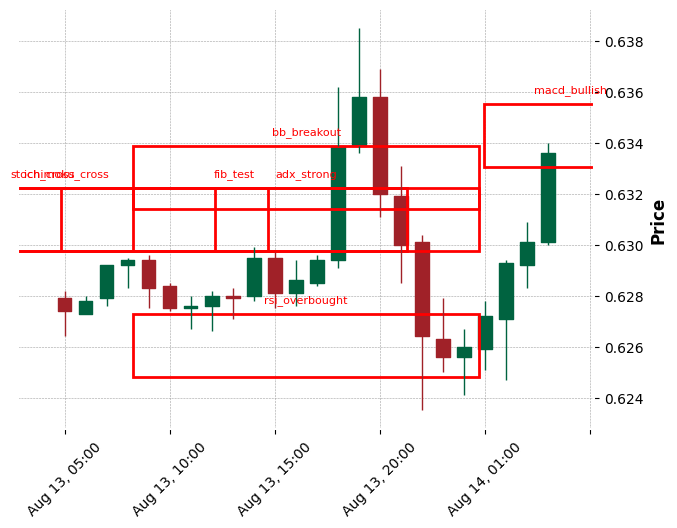 0.638
macd_bullish
0.636
bb_breakout
0.634
ichimoku_cross
fib_test
adx_strong
0.632
0.630
Price
rsi_overbought
0.628
0.626
0.624
Aug 13, 05:00
Aug 13, 10:00
Aug 13, 15:00
Aug 13, 20:00
Aug 14, 01:00